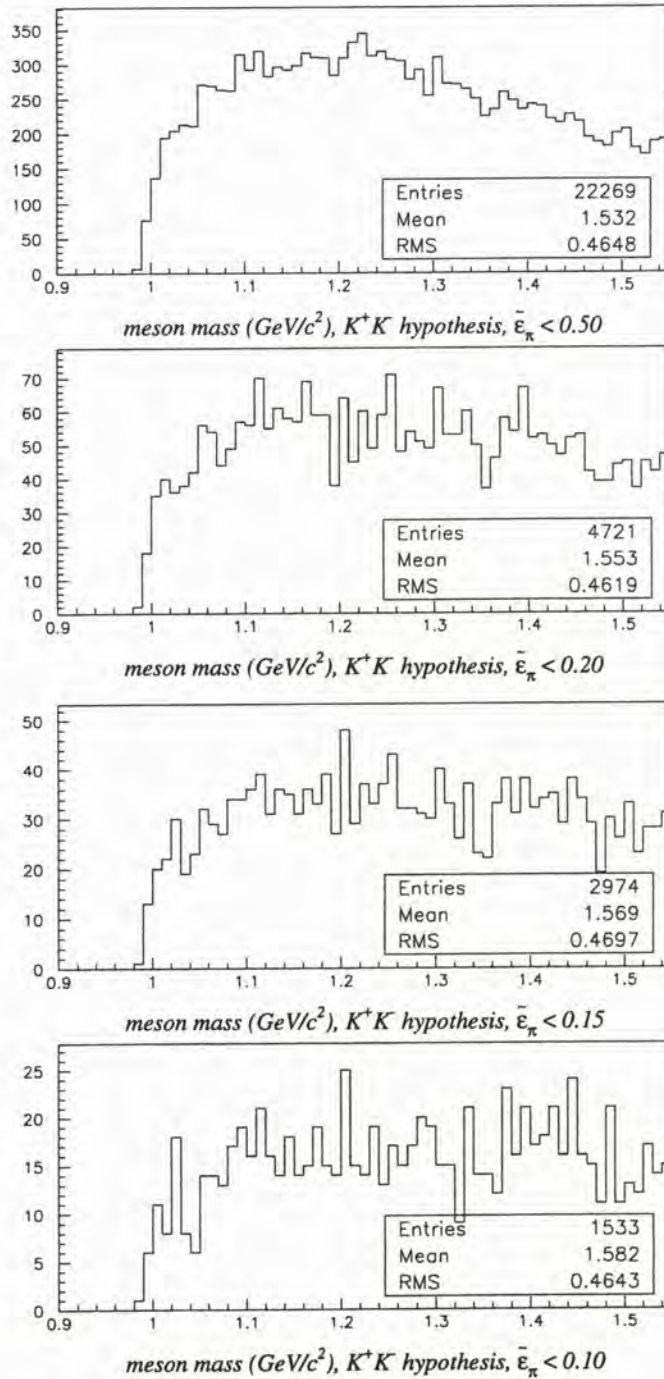 350
300
250
200
150
100
50
0
Entries 22269
Mean 1.532
RMS 0.4648
0.9 1 1.1 1.2 1.3 1.4 1.5
meson mass (GeV/c²), K⁺K⁻ hypothesis, ε̃π < 0.50
70
60
50
40
30
20
10
0
Entries 4721
Mean 1.553
RMS 0.4619
0.9 1 1.1 1.2 1.3 1.4 1.5
meson mass (GeV/c²), K⁺K⁻ hypothesis, ε̃π < 0.20
50
40
30
20
10
0
Entries 2974
Mean 1.569
RMS 0.4697
0.9 1 1.1 1.2 1.3 1.4 1.5
meson mass (GeV/c²), K⁺K⁻ hypothesis, ε̃π < 0.15
25
20
15
10
5
0
Entries 1533
Mean 1.582
RMS 0.4643
0.9 1 1.1 1.2 1.3 1.4 1.5
meson mass (GeV/c²), K⁺K⁻ hypothesis, ε̃π < 0.10